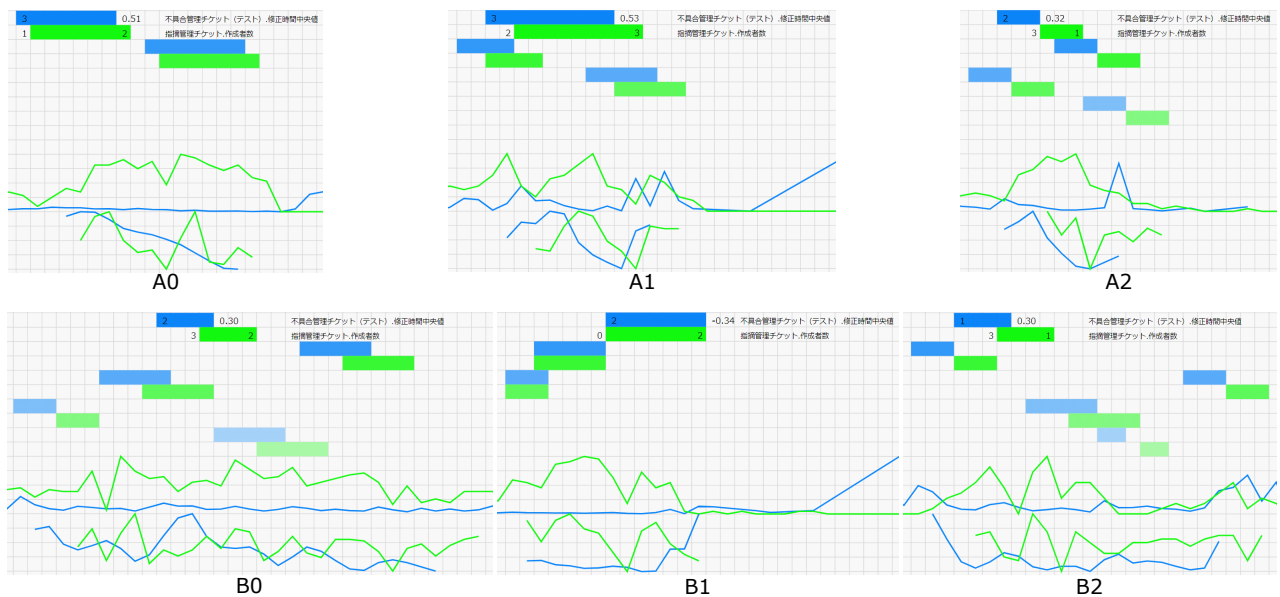 3 0.51 不具合管理チケット（テスト）.修正時間中央値
1 2 指摘管理チケット.作成者数
A0
3 0.53 不具合管理チケット（テスト）.修正時間中央値
2 3 指摘管理チケット.作成者数
A1
2 0.32 不具合管理チケット（テスト）.修正時間中央値
3 1 指摘管理チケット.作成者数
A2
2 0.30 不具合管理チケット（テスト）.修正時間中央値
3 2 指摘管理チケット.作成者数
B0
2 -0.34 不具合管理チケット（テスト）.修正時間中央値
0 2 指摘管理チケット.作成者数
B1
1 0.30 不具合管理チケット（テスト）.修正時間中央値
3 1 指摘管理チケット.作成者数
B2